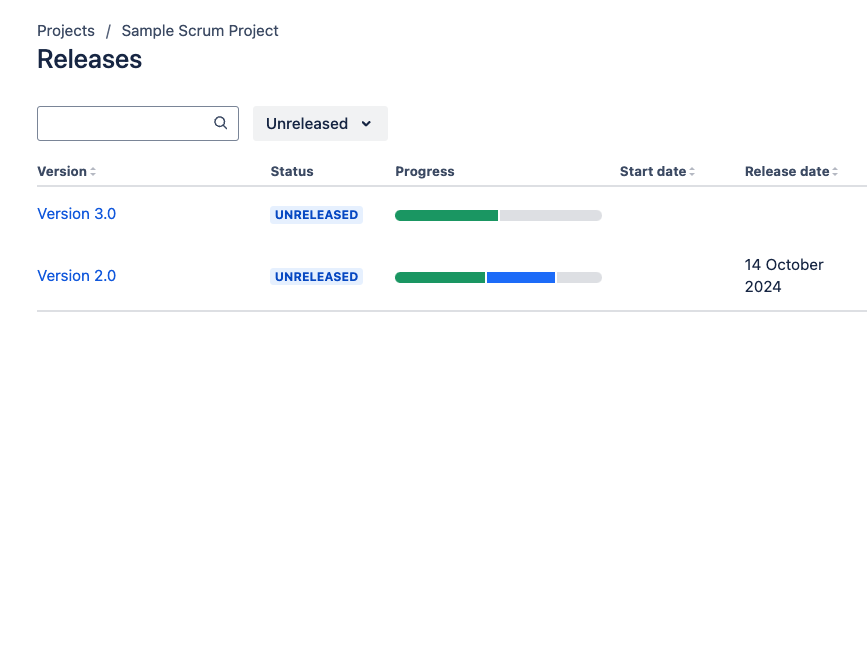 Projects / Sample Scrum Project
Releases
Unreleased
Version Status Progress Start date Release date
Version 3.0 UNRELEASED
Version 2.0 UNRELEASED 14 October
2024